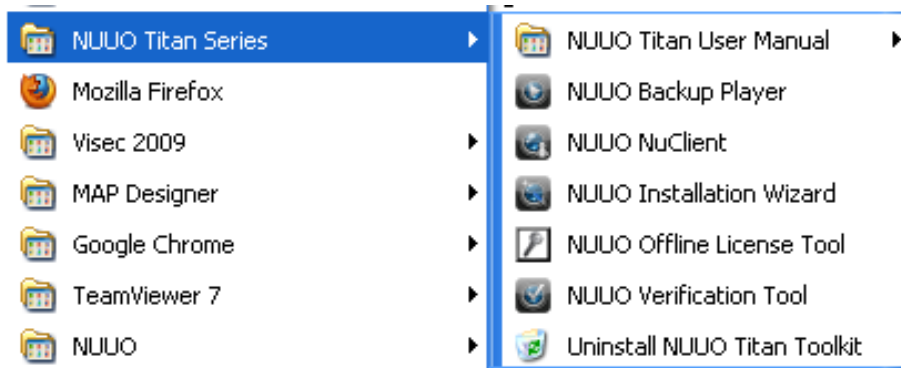 NUUO Titan Series
Mozilla Firefox
Visec 2009
MAP Designer
Google Chrome
TeamViewer 7
NUUO
NUUO Titan User Manual
NUUO Backup Player
NUUO NuClient
NUUO Installation Wizard
NUUO Offline License Tool
NUUO Verification Tool
Uninstall NUUO Titan Toolkit